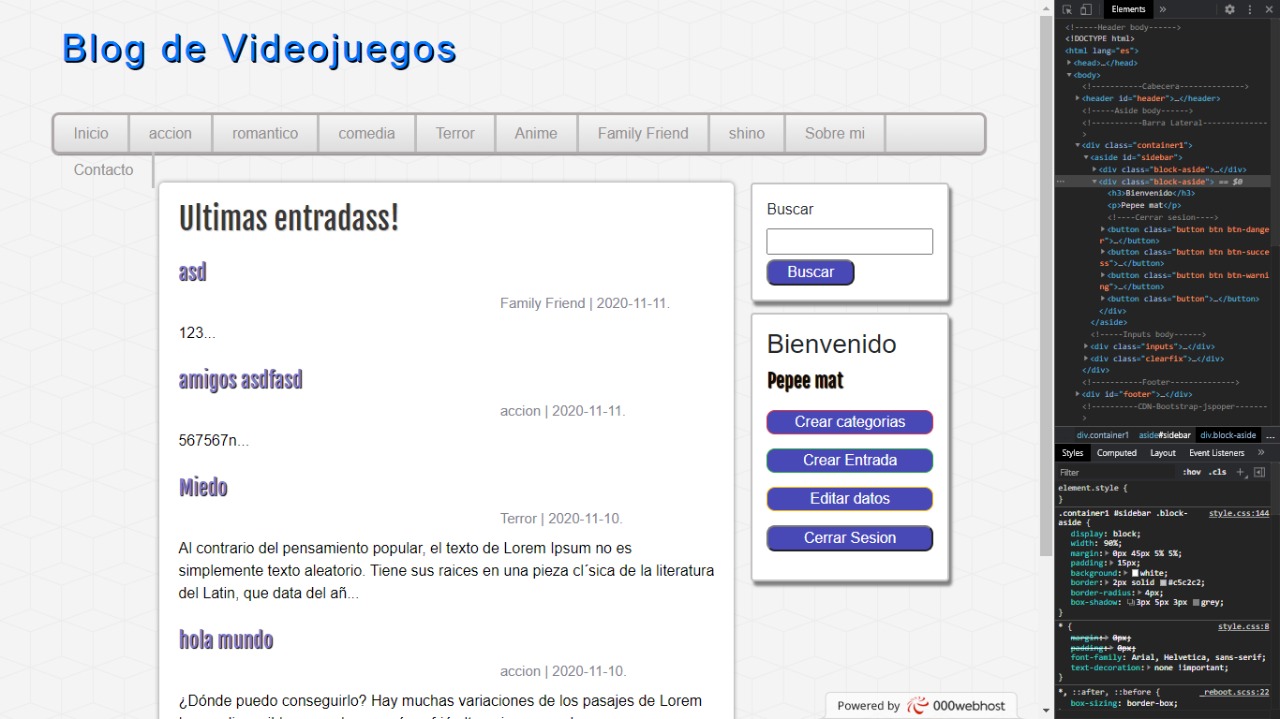 Blog de Videojuegos
Inicio
accion
romantico
comedia
Terror
Anime
Family Friend
shino
Sobre mi
Contacto
Ultimas entradass!
asd
Family Friend | 2020-11-11.
123...
amigos asdfasd
accion | 2020-11-11.
567567n...
Miedo
Terror | 2020-11-10.
Al contrario del pensamiento popular, el texto de Lorem Ipsum no es
simplemente texto aleatorio. Tiene sus raices en una pieza cl´sica de la literatura
del Latin, que data del añ...
hola mundo
accion | 2020-11-10.
¿Dónde puedo conseguirlo? Hay muchas variaciones de los pasajes de Lorem
Buscar
Buscar
Bienvenido
Pepee mat
Crear categorias
Crear Entrada
Editar datos
Cerrar Sesion
Powered by 000webhost
Elements
<!-----Header body------>
<!DOCTYPE html>
<html lang="es">
<head>…</head>
<body>
<!-----------Cabecera-------------->
<header id="header">…</header>
<!-----Aside body------>
<!-----------Barra Lateral--------------
>
<div class="container1">
<aside id="sidebar">
<div class="block-aside">…</div>
<div class="block-aside"> == $0
<h3>Bienvenido</h3>
<p>Pepee mat</p>
<!----Cerrar sesion---->
<button class="button btn btn-dange
r">…</button>
<button class="button btn btn-succe
ss">…</button>
<button class="button btn btn-warni
ng">…</button>
<button class="button">…</button>
</div>
</aside>
<!-----Inputs body------>
<div class="inputs">…</div>
<div class="clearfix">…</div>
</div>
<!-----------Footer-------------->
<div id="footer">…</div>
<!----------CDN-Bootstrap-jspoper-------
>
div.container1 aside#sidebar div.block-aside ...
Styles Computed Layout Event Listeners
Filter :hov .cls
element.style {
}
.container1 #sidebar .block-aside { style.css:144
display: block;
width: 90%;
margin: 0px 45px 5% 5%;
padding: 15px;
background: white;
border: 2px solid #c5c2c2;
border-radius: 4px;
box-shadow: 3px 5px 3px grey;
}
* { style.css:8
margin: 0px;
padding: 0px;
font-family: Arial, Helvetica, sans-serif;
text-decoration: none !important;
}
*, ::after, ::before { _reboot.scss:22
box-sizing: border-box;